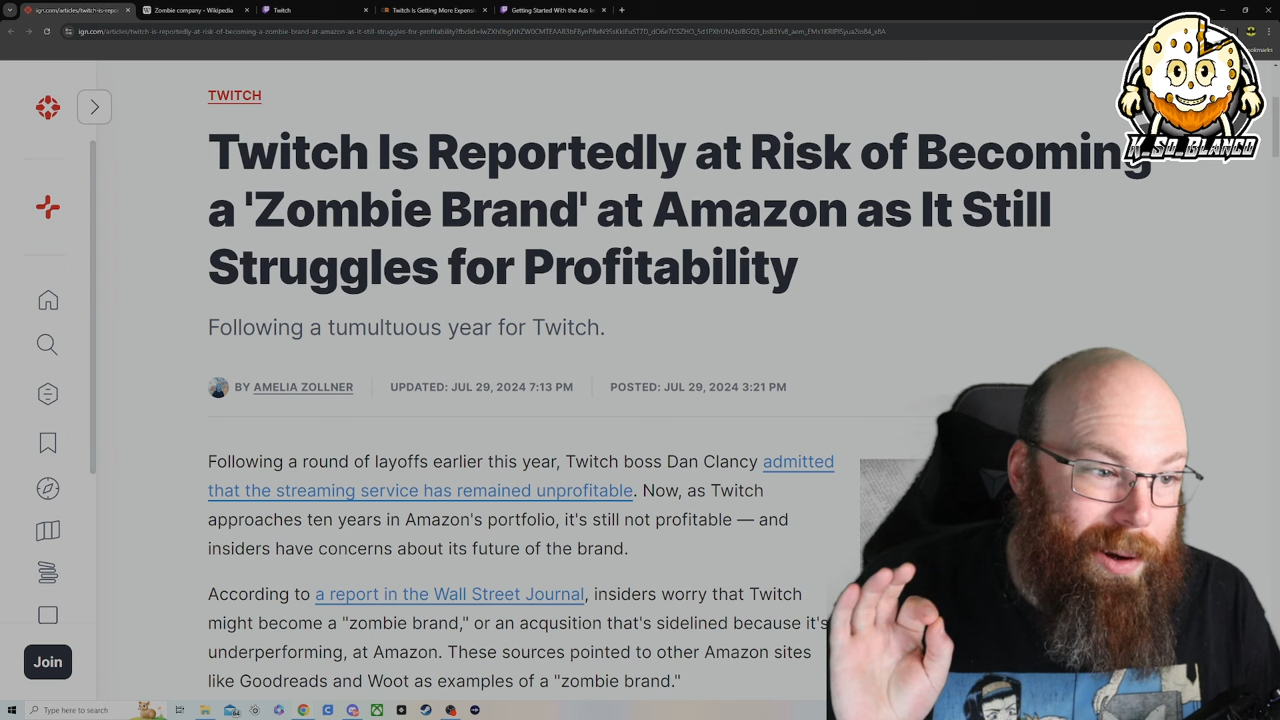 ign.com/articles/twitch-is-repor
Zombie company - Wikipedia
Twitch
Twitch Is Getting More Expens
Getting Started With the Ads
TWITCH
Twitch Is Reportedly at Risk of Becoming
a 'Zombie Brand' at Amazon as It Still
Struggles for Profitability
Following a tumultuous year for Twitch.
BY AMELIA ZOLLNER
UPDATED: JUL 29, 2024 7:13 PM
POSTED: JUL 29, 2024 3:21 PM
Following a round of layoffs earlier this year, Twitch boss Dan Clancy admitted
that the streaming service has remained unprofitable. Now, as Twitch
approaches ten years in Amazon's portfolio, it's still not profitable — and
insiders have concerns about its future of the brand.
According to a report in the Wall Street Journal, insiders worry that Twitch
might become a "zombie brand," or an acqusition that's sidelined because it's
underperforming, at Amazon. These sources pointed to other Amazon sites
like Goodreads and Woot as examples of a "zombie brand."
Join
Type here to search
K_So_Blanco